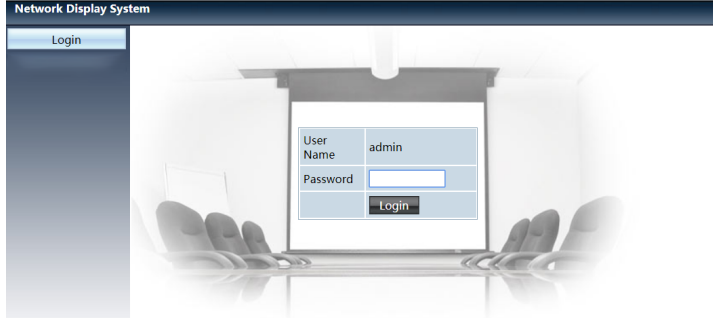 Network Display System
Login
User
Name
admin
Password
Login